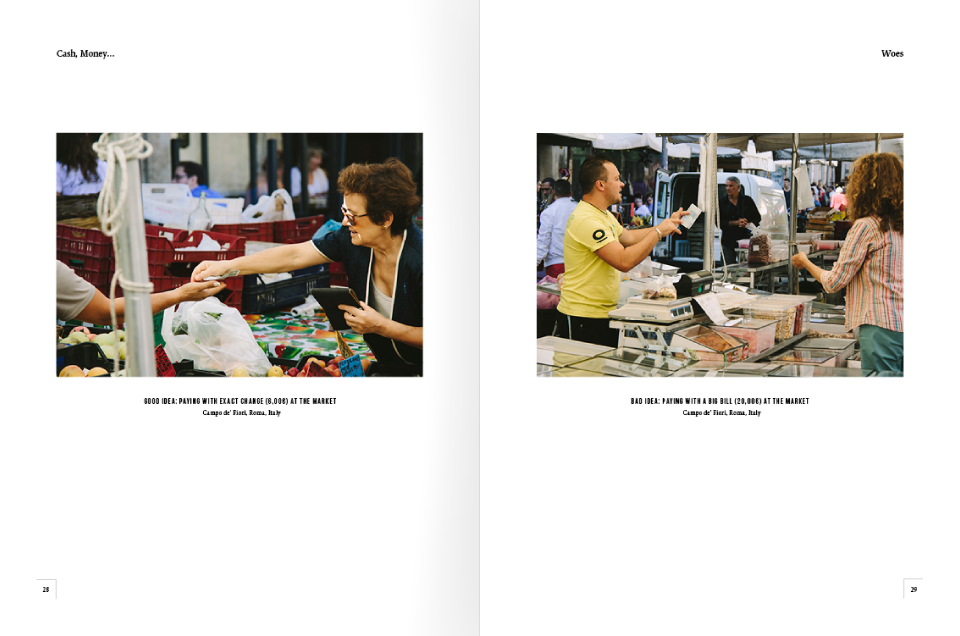 Cash, Money...
Woes
GOOD IDEA: PAYING WITH EXACT CHANGE (6,00€) AT THE MARKET
Campo de' Fiori, Roma, Italy
BAD IDEA: PAYING WITH A BIG BILL (20,00€) AT THE MARKET
Campo de' Fiori, Roma, Italy
28
29